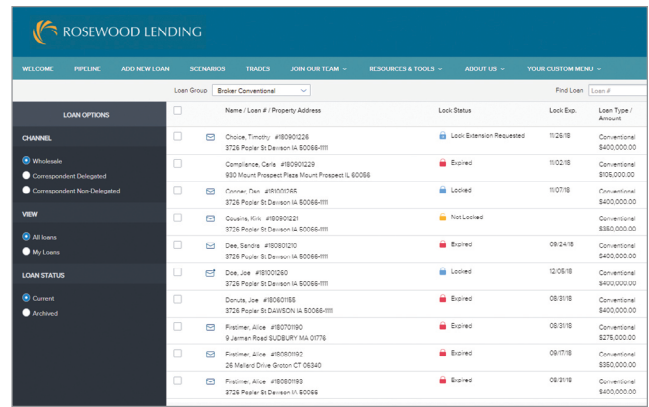 ROSEWOOD LENDING
WELCOME PIPELINE ADD NEW LOAN SCENARIOS TRADES JOIN OUR TEAM RESOURCES & TOOLS ABOUT US YOUR CUSTOM MENU
Loan Group Broker Conventional Find Loan Loan #
LOAN OPTIONS
CHANNEL
Wholesale
Correspondent Delegated
Correspondent Non-Delegated
VIEW
All loans
My Loans
LOAN STATUS
Current
Archived
Name / Loan # / Property Address Lock Status Lock Exp. Loan Type / Amount
Choice, Timothy #180901226 Lock Extension Requested 11/26/18 Conventional
3726 Poplar St Dawson IA 50066-1111 $400,000.00
Compliance, Carla #180901229 Expired 11/02/18 Conventional
930 Mount Prospect Plaza Mount Prospect IL 60056 $105,000.00
Conner, Dan #181001265 Locked 11/07/18 Conventional
3726 Poplar St Dawson IA 50066-1111 $400,000.00
Cousins, Kirk #180901221 Not Locked Conventional
3726 Poplar St Dawson IA 50066-1111 $350,000.00
Dee, Sandra #180801210 Expired 09/24/18 Conventional
3726 Poplar St Dawson IA 50066-1111 $400,000.00
Doe, Joe #181001260 Locked 12/05/18 Conventional
3726 Poplar St Dawson IA 50066-1111 $400,000.00
Donuts, Joe #180601155 Expired 08/31/18 Conventional
3726 Poplar St DAWSON IA 50066-1111 $400,000.00
Firstimer, Alice #180701190 Expired 08/31/18 Conventional
9 Jarman Road SUDBURY MA 01776 $275,000.00
Firstimer, Alice #180801192 Expired 09/17/18 Conventional
26 Mallard Drive Groton CT 06340 $350,000.00
Firstimer, Alice #180801193 Expired 08/31/18 Conventional
3726 Poplar St Dawson IA 50066 $400,000.00